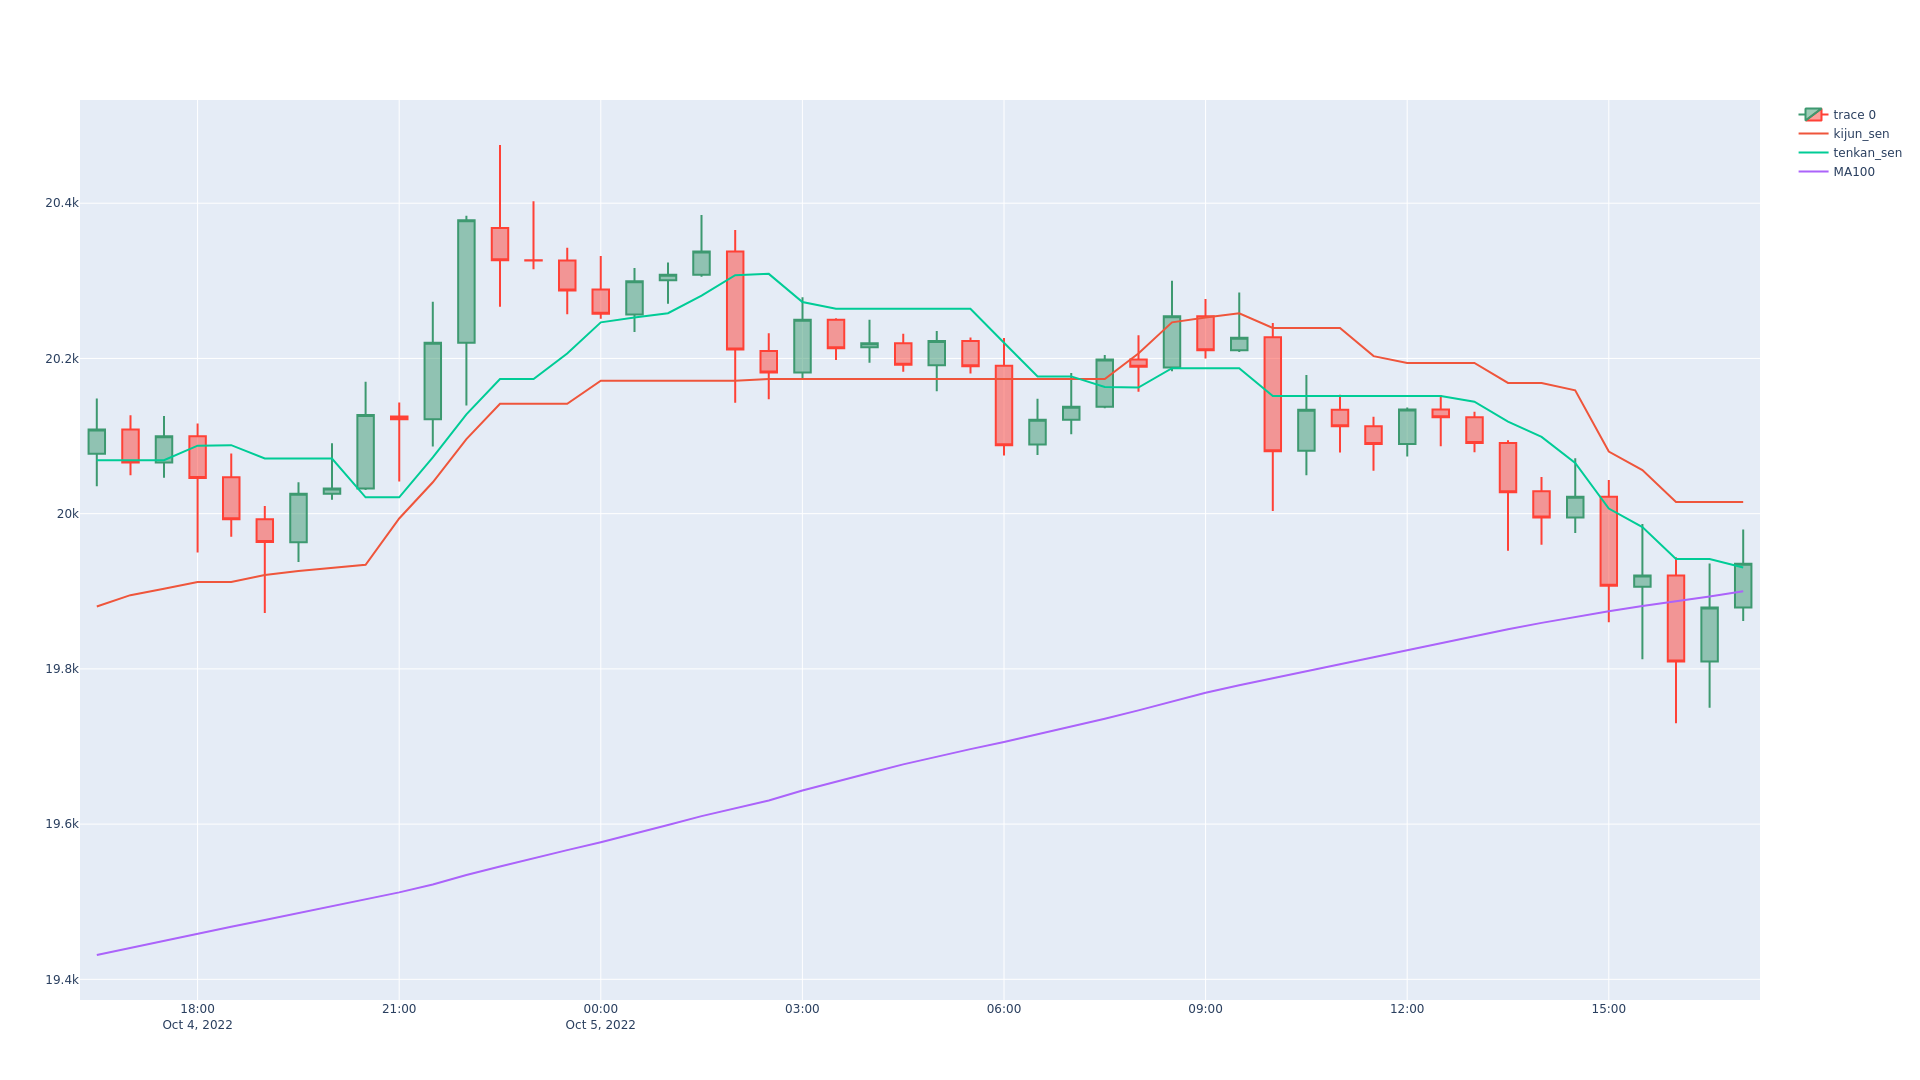 trace 0
kijun_sen
tenkan_sen
MA100
20.4k
20.2k
20k
19.8k
19.6k
19.4k
18:00 21:00 00:00 03:00 06:00 09:00 12:00 15:00
Oct 4, 2022 Oct 5, 2022